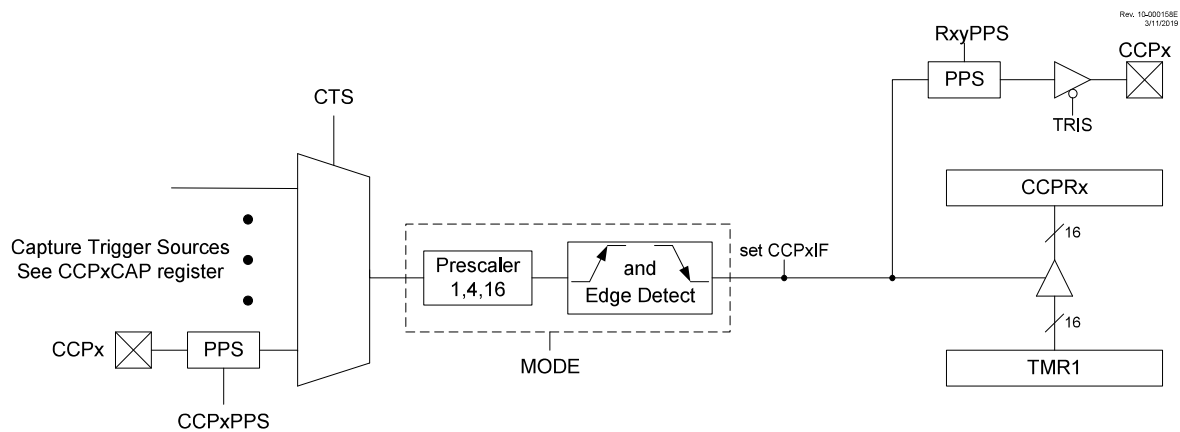 Rev. 10-000158E
3/11/2019
RxyPPS
CCPx
PPS
TRIS
CTS
CCPRx
16
Capture Trigger Sources
See CCPxCAP register
Prescaler
1,4,16
and
Edge Detect
set CCPxIF
16
CCPx
PPS
MODE
TMR1
CCPxPPS